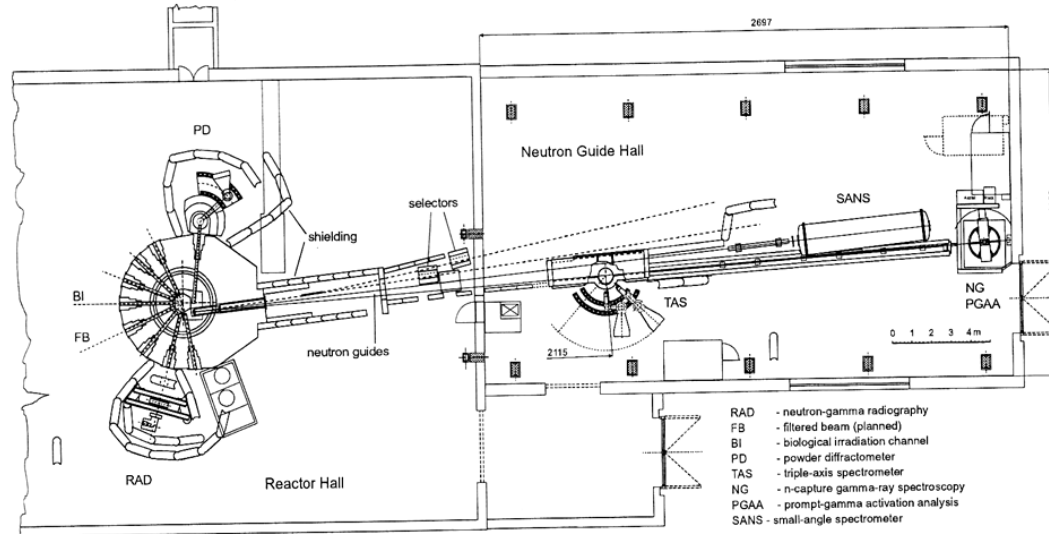 2697
PD
Neutron Guide Hall
SANS
selectors
shielding
BI
FB
TAS
NG
PGAA
neutron guides
0 1 2 3 4m
2115
RAD
Reactor Hall
RAD - neutron-gamma radiography
FB - filtered beam (planned)
BI - biological irradiation channel
PD - powder diffractometer
TAS - triple-axis spectrometer
NG - n-capture gamma-ray spectroscopy
PGAA - prompt-gamma activation analysis
SANS - small-angle spectrometer